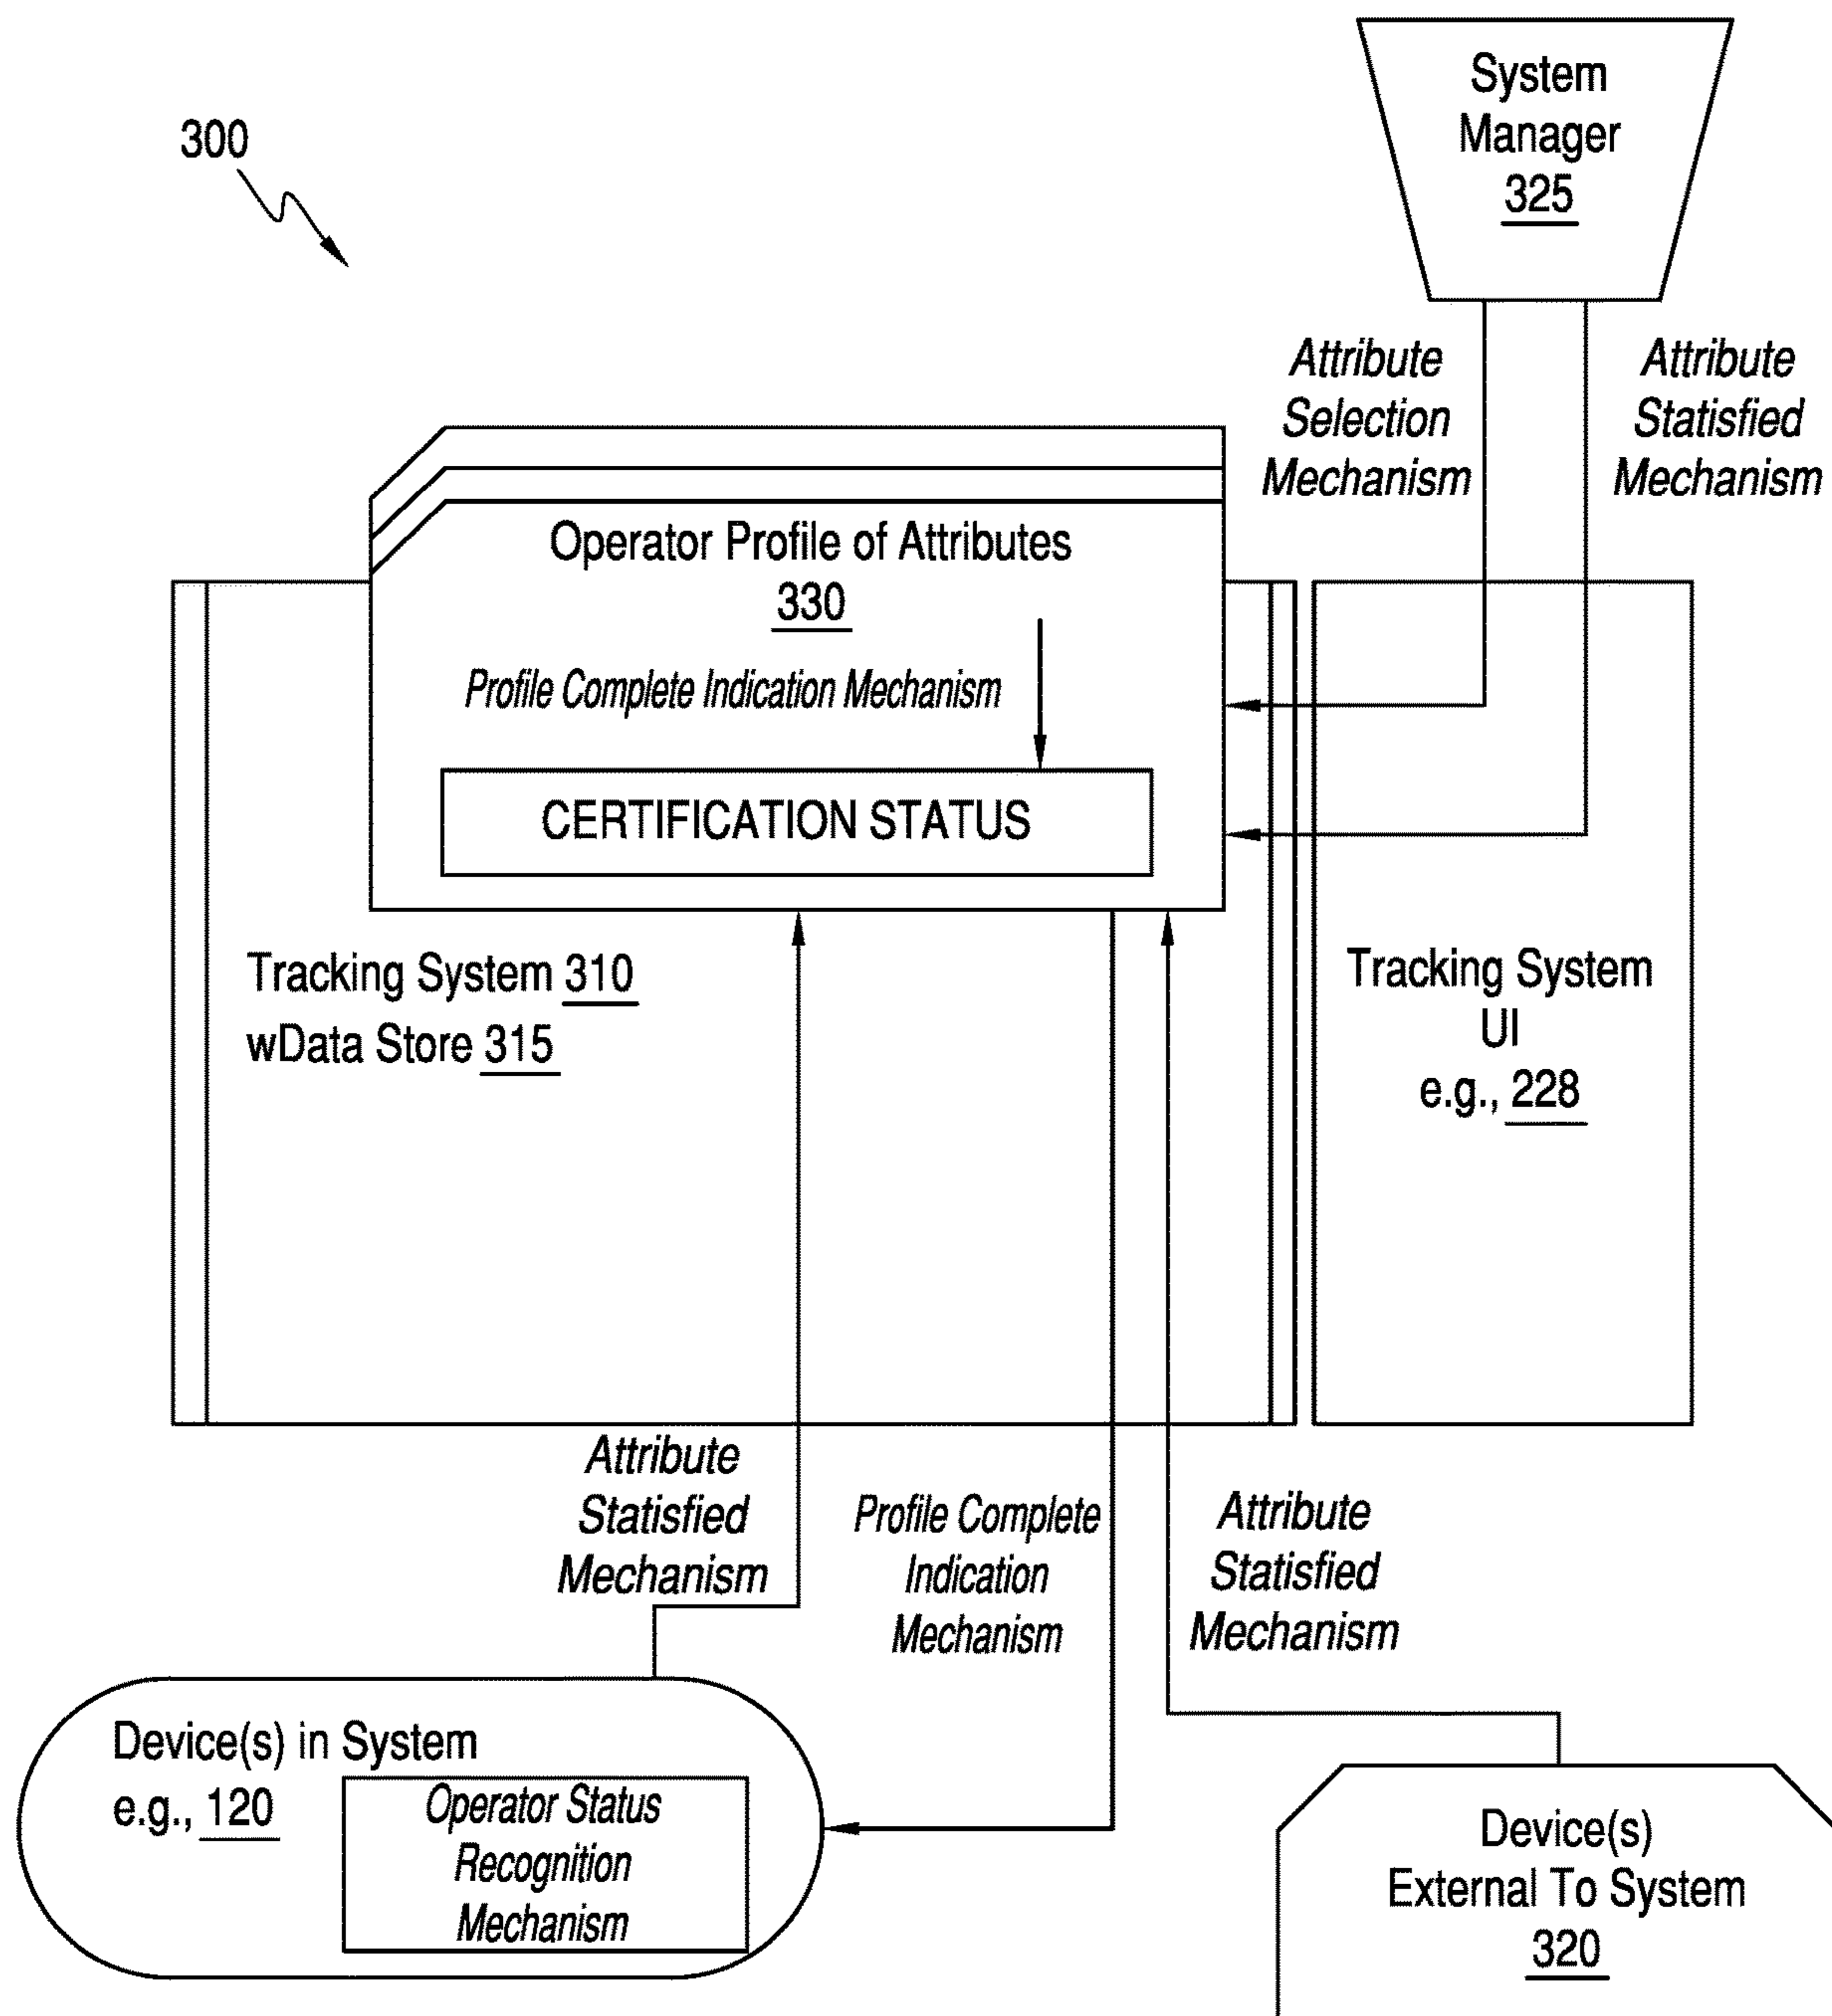 System
Manager
325
300
Attribute
Selection
Mechanism
Attribute
Statisfied
Mechanism
Operator Profile of Attributes
330
Profile Complete Indication Mechanism
CERTIFICATION STATUS
Tracking System 310
wData Store 315
Tracking System
UI
e.g., 228
Attribute
Statisfied
Mechanism
Profile Complete
Indication
Mechanism
Attribute
Statisfied
Mechanism
Device(s) in System
e.g., 120
Operator Status
Recognition
Mechanism
Device(s)
External To System
320